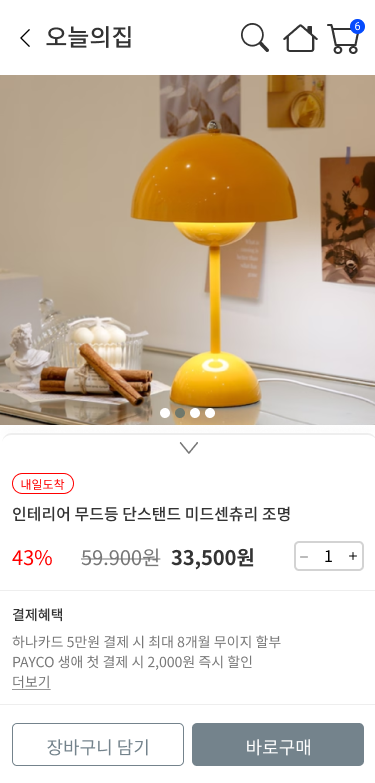 오늘의집
6
내일도착
인테리어 무드등 단스탠드 미드센츄리 조명
43% 59.900원 33,500원 − 1 +
결제혜택
하나카드 5만원 결제 시 최대 8개월 무이지 할부
PAYCO 생애 첫 결제 시 2,000원 즉시 할인
더보기
장바구니 담기 바로구매